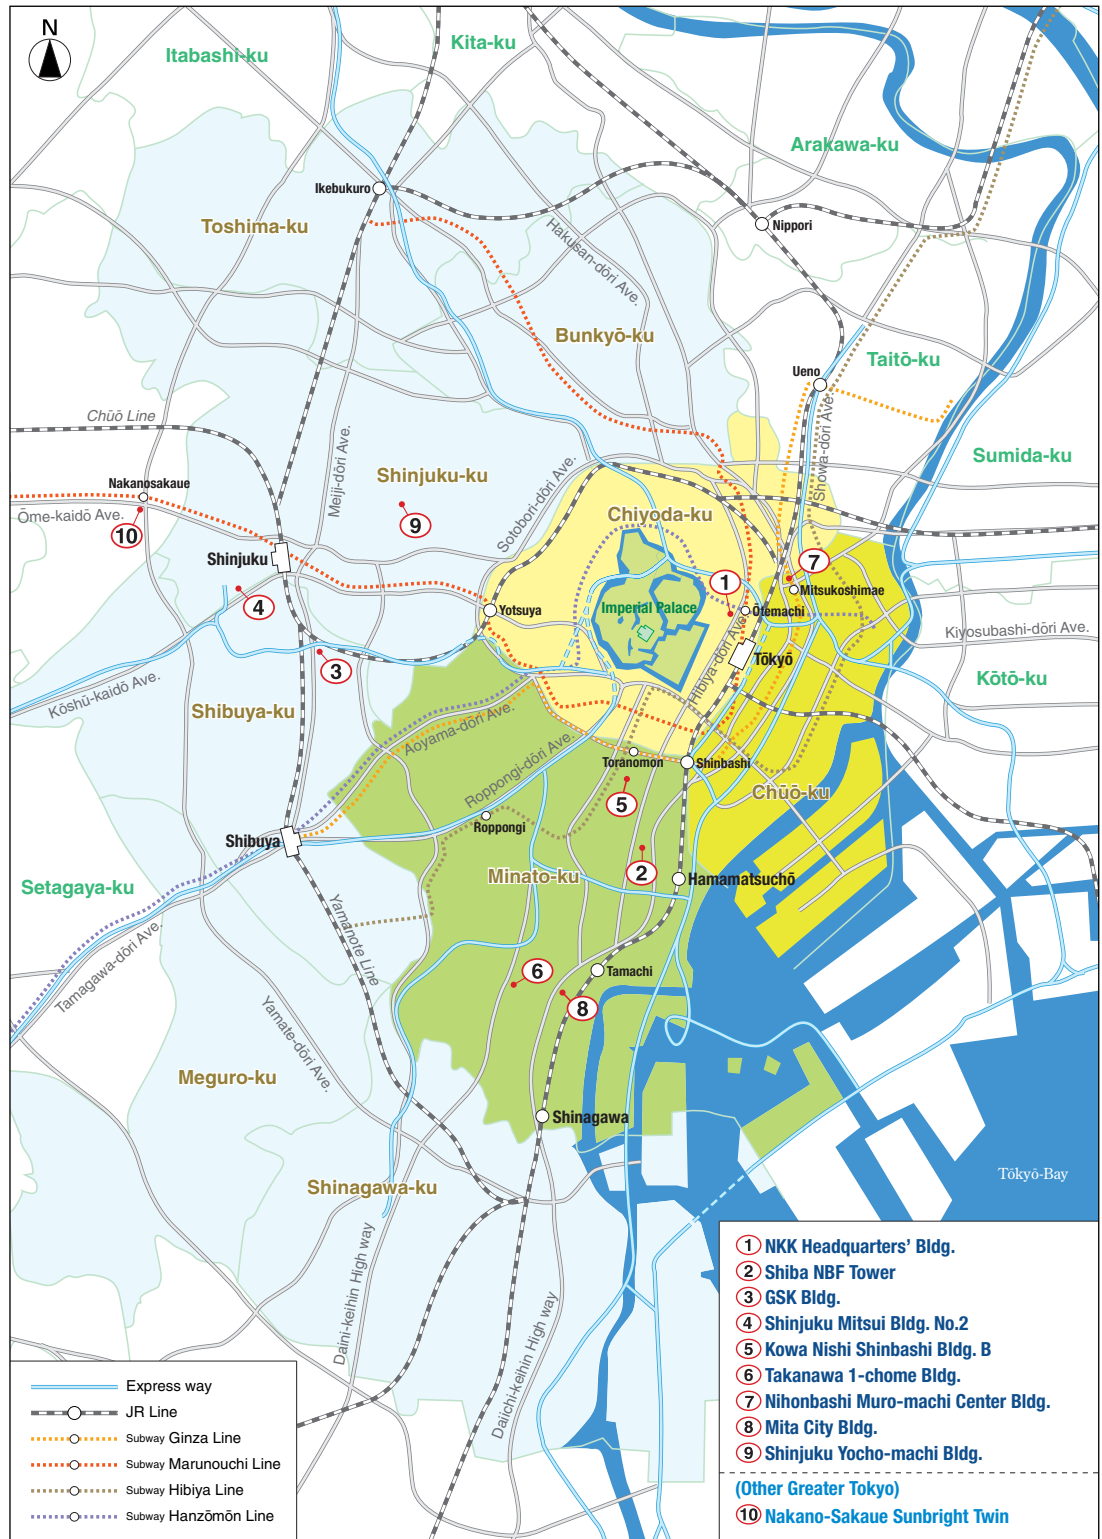 N
Itabashi-ku
Kita-ku
Arakawa-ku
Ikebukuro
Toshima-ku
Nippori
Hakusan-dōri Ave.
Bunkyō-ku
Taitō-ku
Ueno
Chūō Line
Meiji-dōri Ave.
Showa-dōri Ave.
Sumida-ku
Shinjuku-ku
Sotobori-dōri Ave.
Nakanosakaue
Ōme-kaidō Ave.
10
9
Chiyoda-ku
Shinjuku
7
Mitsukoshimae
4
1
Yotsuya
Imperial Palace
Ōtemachi
Kiyosubashi-dōri Ave.
Hibiya-dōri Ave.
Tōkyō
3
Kōtō-ku
Kōshū-kaidō Ave.
Shibuya-ku
Aoyama-dōri Ave.
Roppongi-dōri Ave.
Toranomon
Shinbashi
5
Chūō-ku
Roppongi
Shibuya
2
Minato-ku
Hamamatsuchō
Setagaya-ku
Yamanote Line
Tamagawa-dōri Ave.
6
Tamachi
8
Yamate-dōri Ave.
Meguro-ku
Shinagawa
Tōkyō-Bay
Shinagawa-ku
Daini-keihin High way
Daiichi-keihin High way
1 NKK Headquarters' Bldg.
2 Shiba NBF Tower
3 GSK Bldg.
4 Shinjuku Mitsui Bldg. No.2
5 Kowa Nishi Shinbashi Bldg. B
6 Takanawa 1-chome Bldg.
7 Nihonbashi Muro-machi Center Bldg.
8 Mita City Bldg.
9 Shinjuku Yocho-machi Bldg.
(Other Greater Tokyo)
10 Nakano-Sakaue Sunbright Twin
Express way
JR Line
Subway Ginza Line
Subway Marunouchi Line
Subway Hibiya Line
Subway Hanzōmōn Line